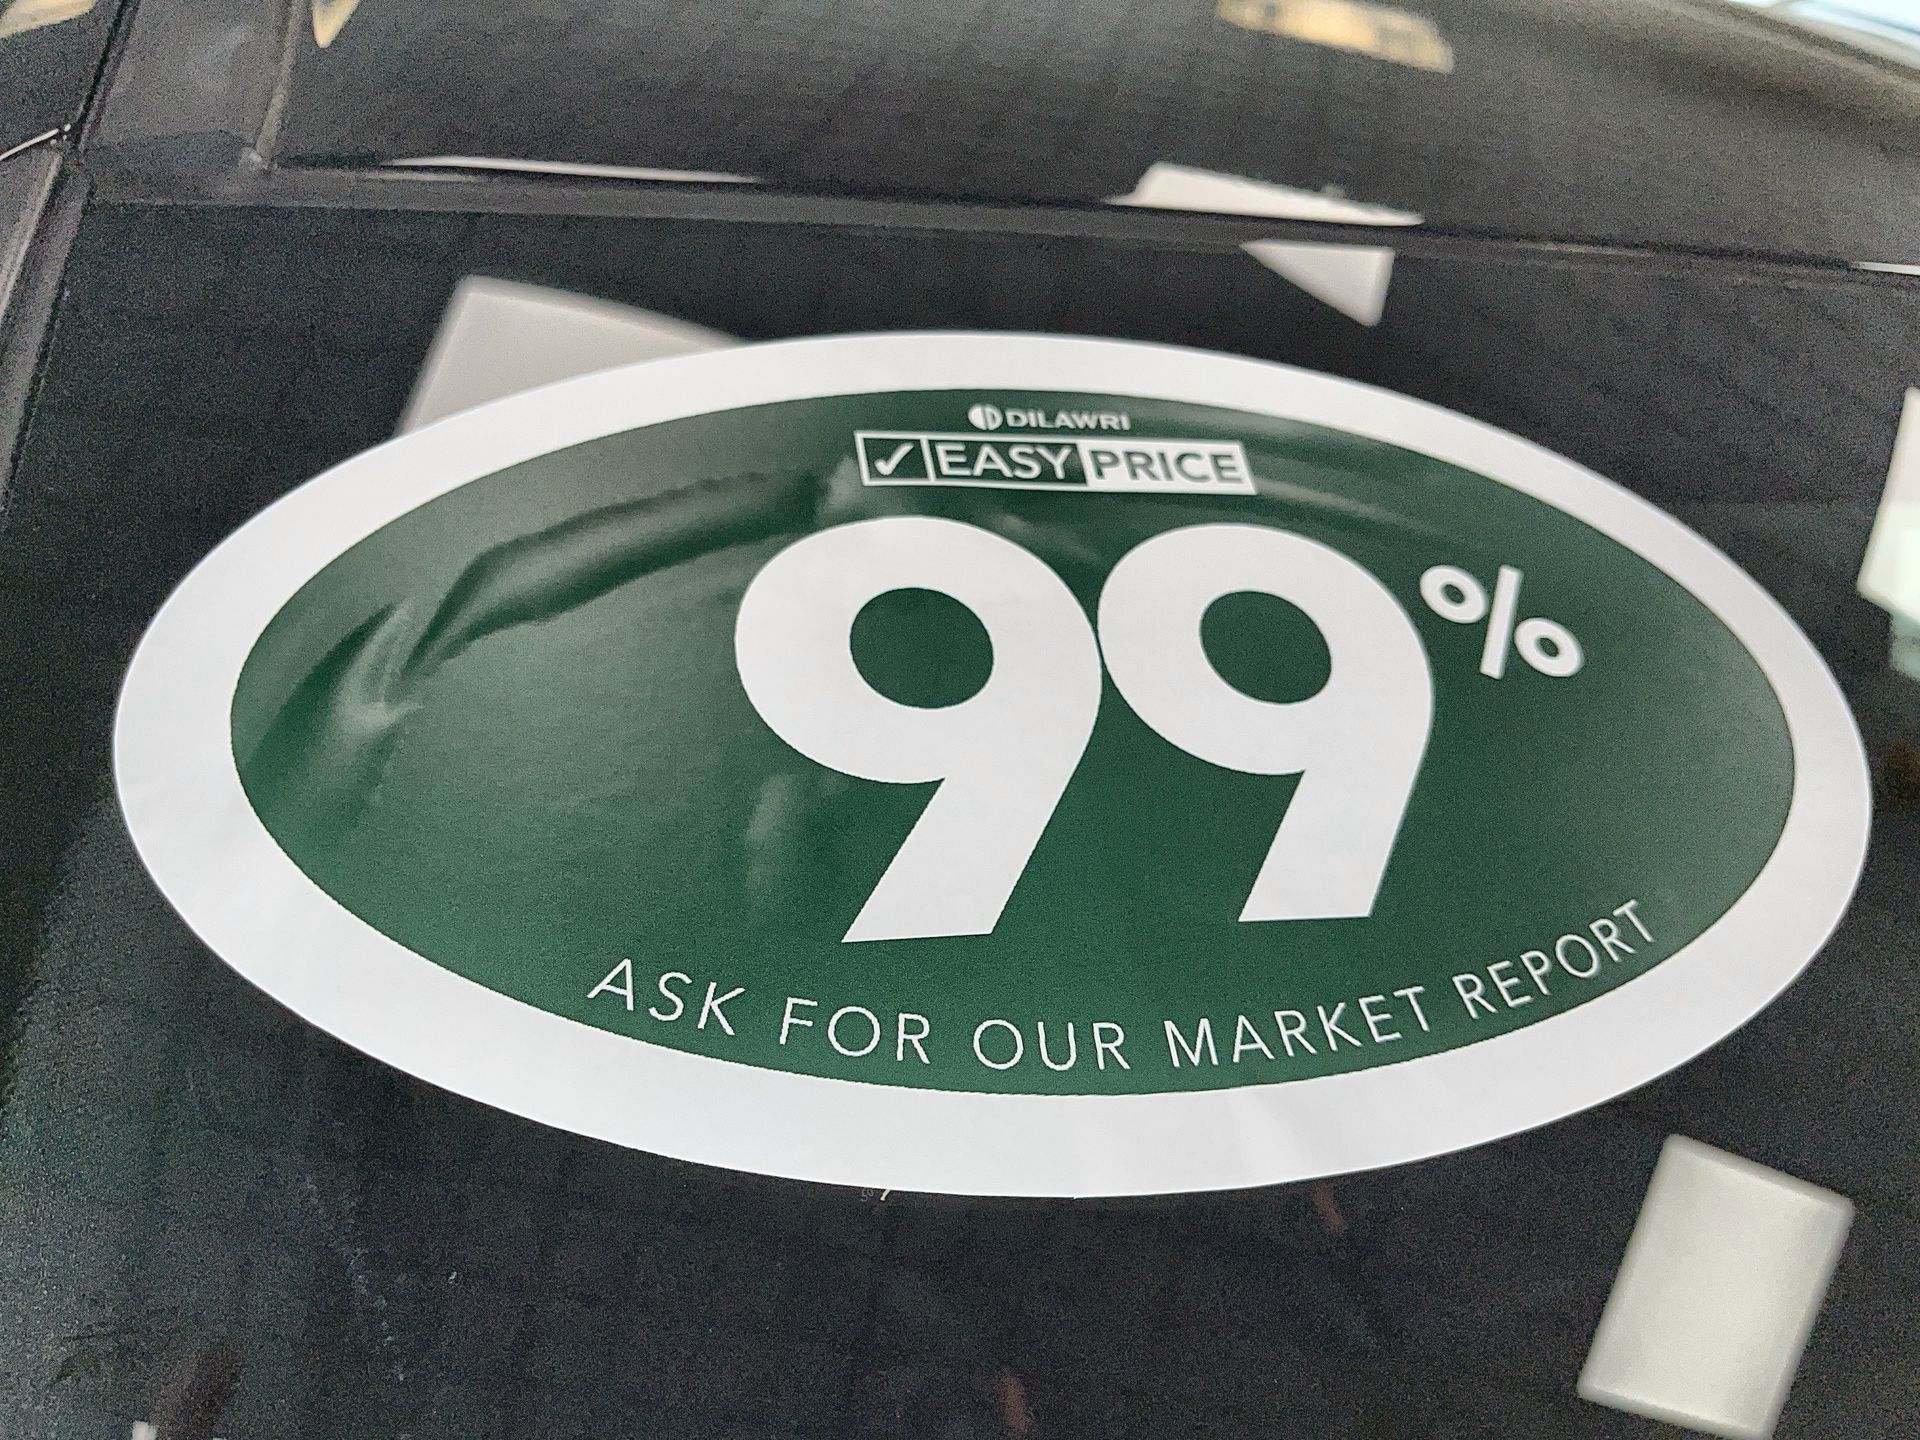 DILAWRI
✓ EASY PRICE
99%
ASK FOR OUR MARKET REPORT